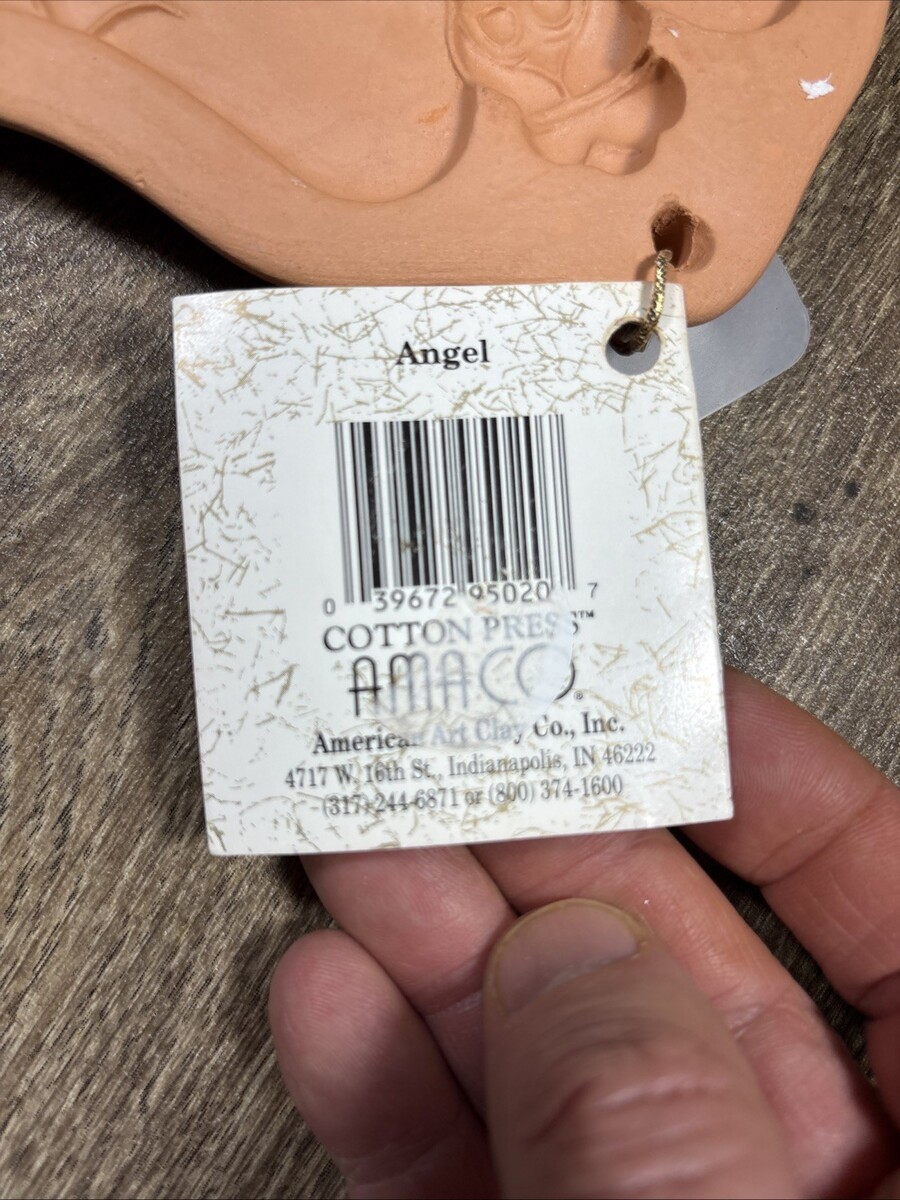 Angel
0 39672 95020 7
COTTON PRESS™
AMACO®
American Art Clay Co., Inc.
4717 W. 16th St., Indianapolis, IN 46222
(317) 244-6871 or (800) 374-1600